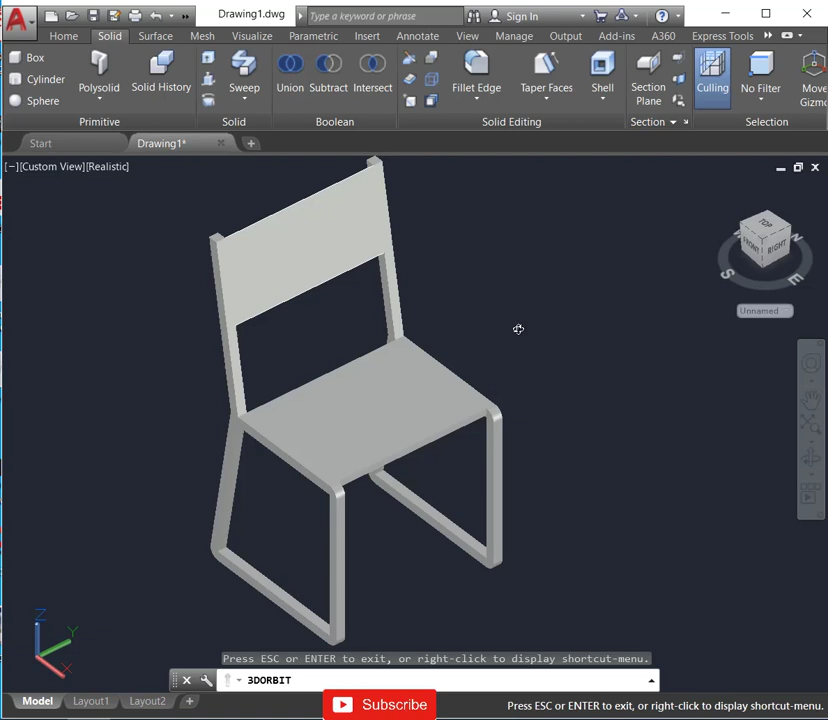 Drawing1.dwg
Type a keyword or phrase
Sign In
Home Solid Surface Mesh Visualize Parametric Insert Annotate View Manage Output Add-ins A360 Express Tools
Box
Cylinder
Sphere
Polysolid
Solid History
Sweep
Union
Subtract
Intersect
Fillet Edge
Taper Faces
Shell
Section
Plane
Culling
No Filter
Move
Gizmo
Primitive
Solid
Boolean
Solid Editing
Section
Selection
Start
Drawing1*
[−][Custom View][Realistic]
TOP
FRONT
RIGHT
N
S
E
Unnamed
Z
Y
X
Press ESC or ENTER to exit, or right-click to display shortcut-menu.
3DORBIT
Model
Layout1
Layout2
Subscribe
Press ESC or ENTER to exit, or right-click to display shortcut-menu.